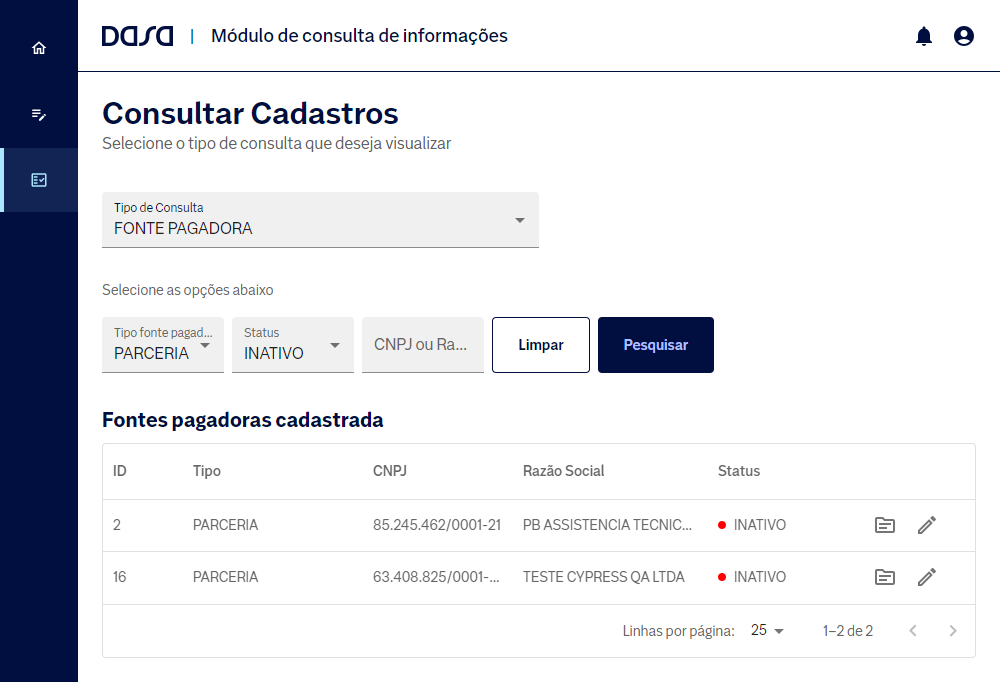 DASA | Módulo de consulta de informações
Consultar Cadastros
Selecione o tipo de consulta que deseja visualizar
Tipo de Consulta
FONTE PAGADORA
Selecione as opções abaixo
Tipo fonte pagad... Status
PARCERIA INATIVO CNPJ ou Ra... Limpar Pesquisar
Fontes pagadoras cadastrada
ID Tipo CNPJ Razão Social Status
2 PARCERIA 85.245.462/0001-21 PB ASSISTENCIA TECNIC... INATIVO
16 PARCERIA 63.408.825/0001-... TESTE CYPRESS QA LTDA INATIVO
Linhas por página: 25 1–2 de 2